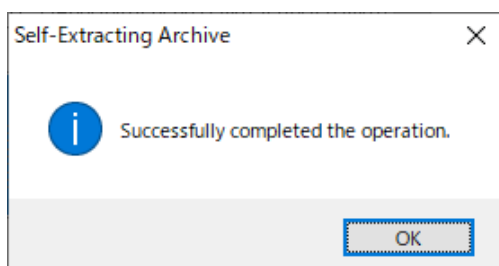 Self-Extracting Archive
Successfully completed the operation.
OK